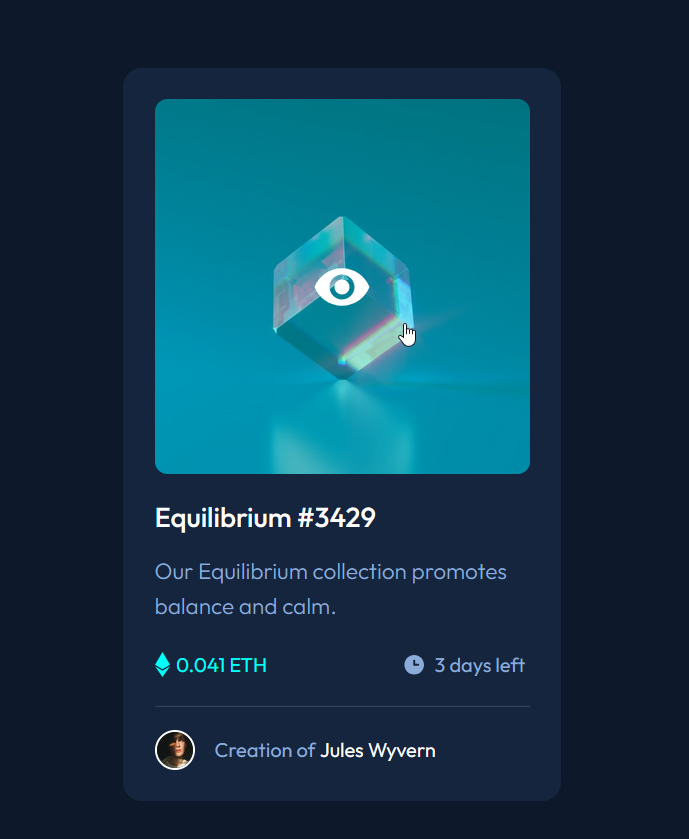 Equilibrium #3429
Our Equilibrium collection promotes
balance and calm.
0.041 ETH
3 days left
Creation of Jules Wyvern